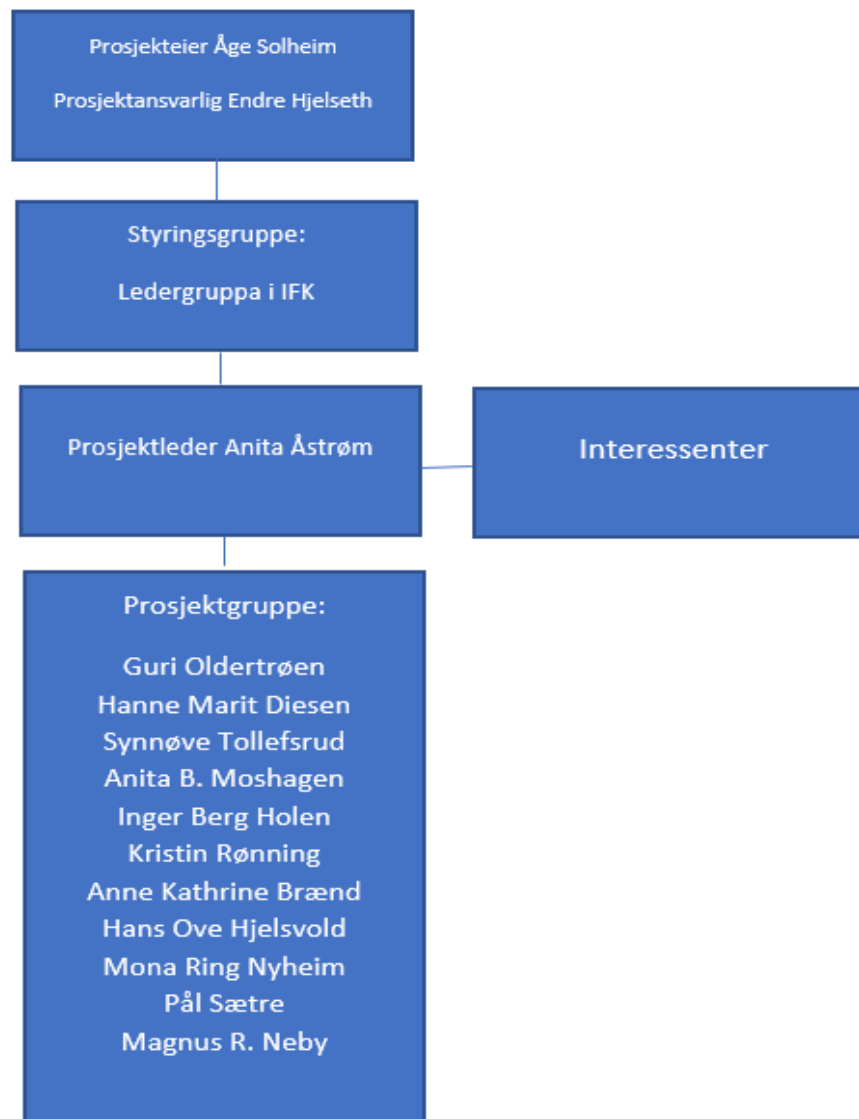 Prosjekteier Åge Solheim
Prosjektansvarlig Endre Hjelseth
Styringsgruppe:
Ledergruppa i IFK
Prosjektleder Anita Åstrøm
Interessenter
Prosjektgruppe:
Guri Oldertrøen
Hanne Marit Diesen
Synnøve Tollefsrud
Anita B. Moshagen
Inger Berg Holen
Kristin Rønning
Anne Kathrine Brænd
Hans Ove Hjelsvold
Mona Ring Nyheim
Pål Sætre
Magnus R. Neby